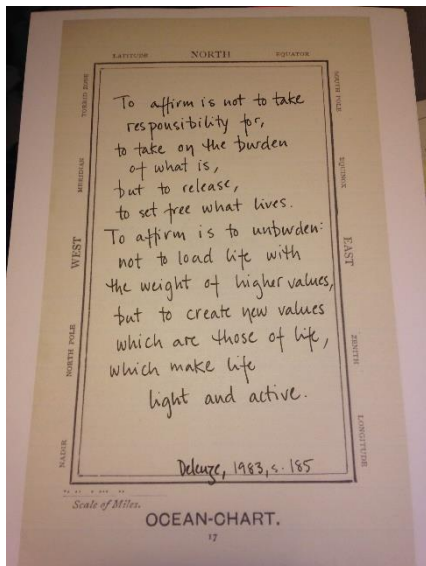 LATITUDE NORTH EQUATOR
TORRID ZONE
MERIDIAN
WEST
NORTH POLE
NADIR
SOUTH POLE
EQUINOX
EAST
ZENITH
LONGITUDE
To affirm is not to take
responsibility for,
to take on the burden
of what is,
but to release,
to set free what lives.
To affirm is to unburden:
not to load life with
the weight of higher values,
but to create new values
which are those of life,
which make life
light and active.
Deleuze, 1983, s. 185
Scale of Miles.
OCEAN-CHART.
17